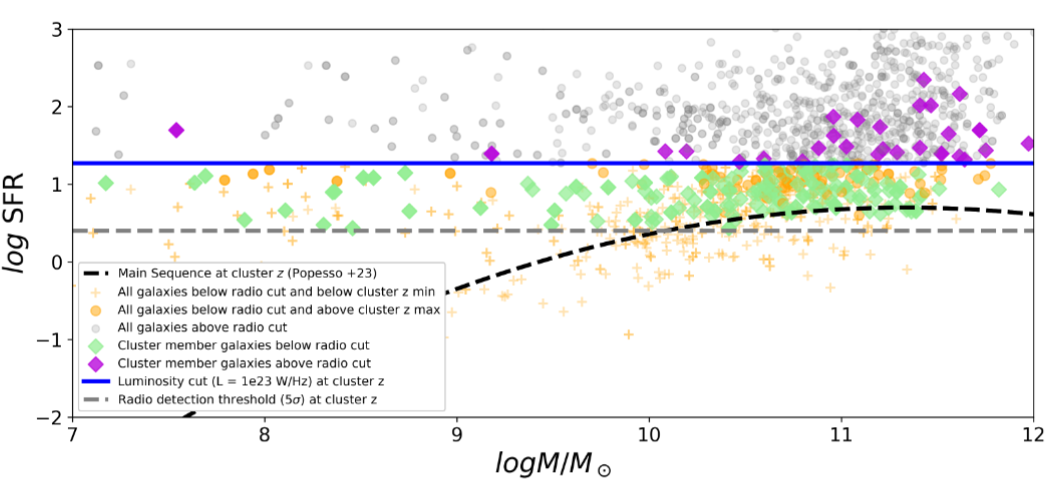 3
2
1
0
−1
−2
log SFR
Main Sequence at cluster z (Popesso +23)
All galaxies below radio cut and below cluster z min
All galaxies below radio cut and above cluster z max
All galaxies above radio cut
Cluster member galaxies below radio cut
Cluster member galaxies above radio cut
Luminosity cut (L = 1e23 W/Hz) at cluster z
Radio detection threshold (5σ) at cluster z
7 8 9 10 11 12
logM/M⊙